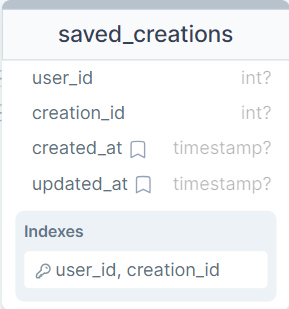 saved_creations
user_id int?
creation_id int?
created_at timestamp?
updated_at timestamp?
Indexes
user_id, creation_id